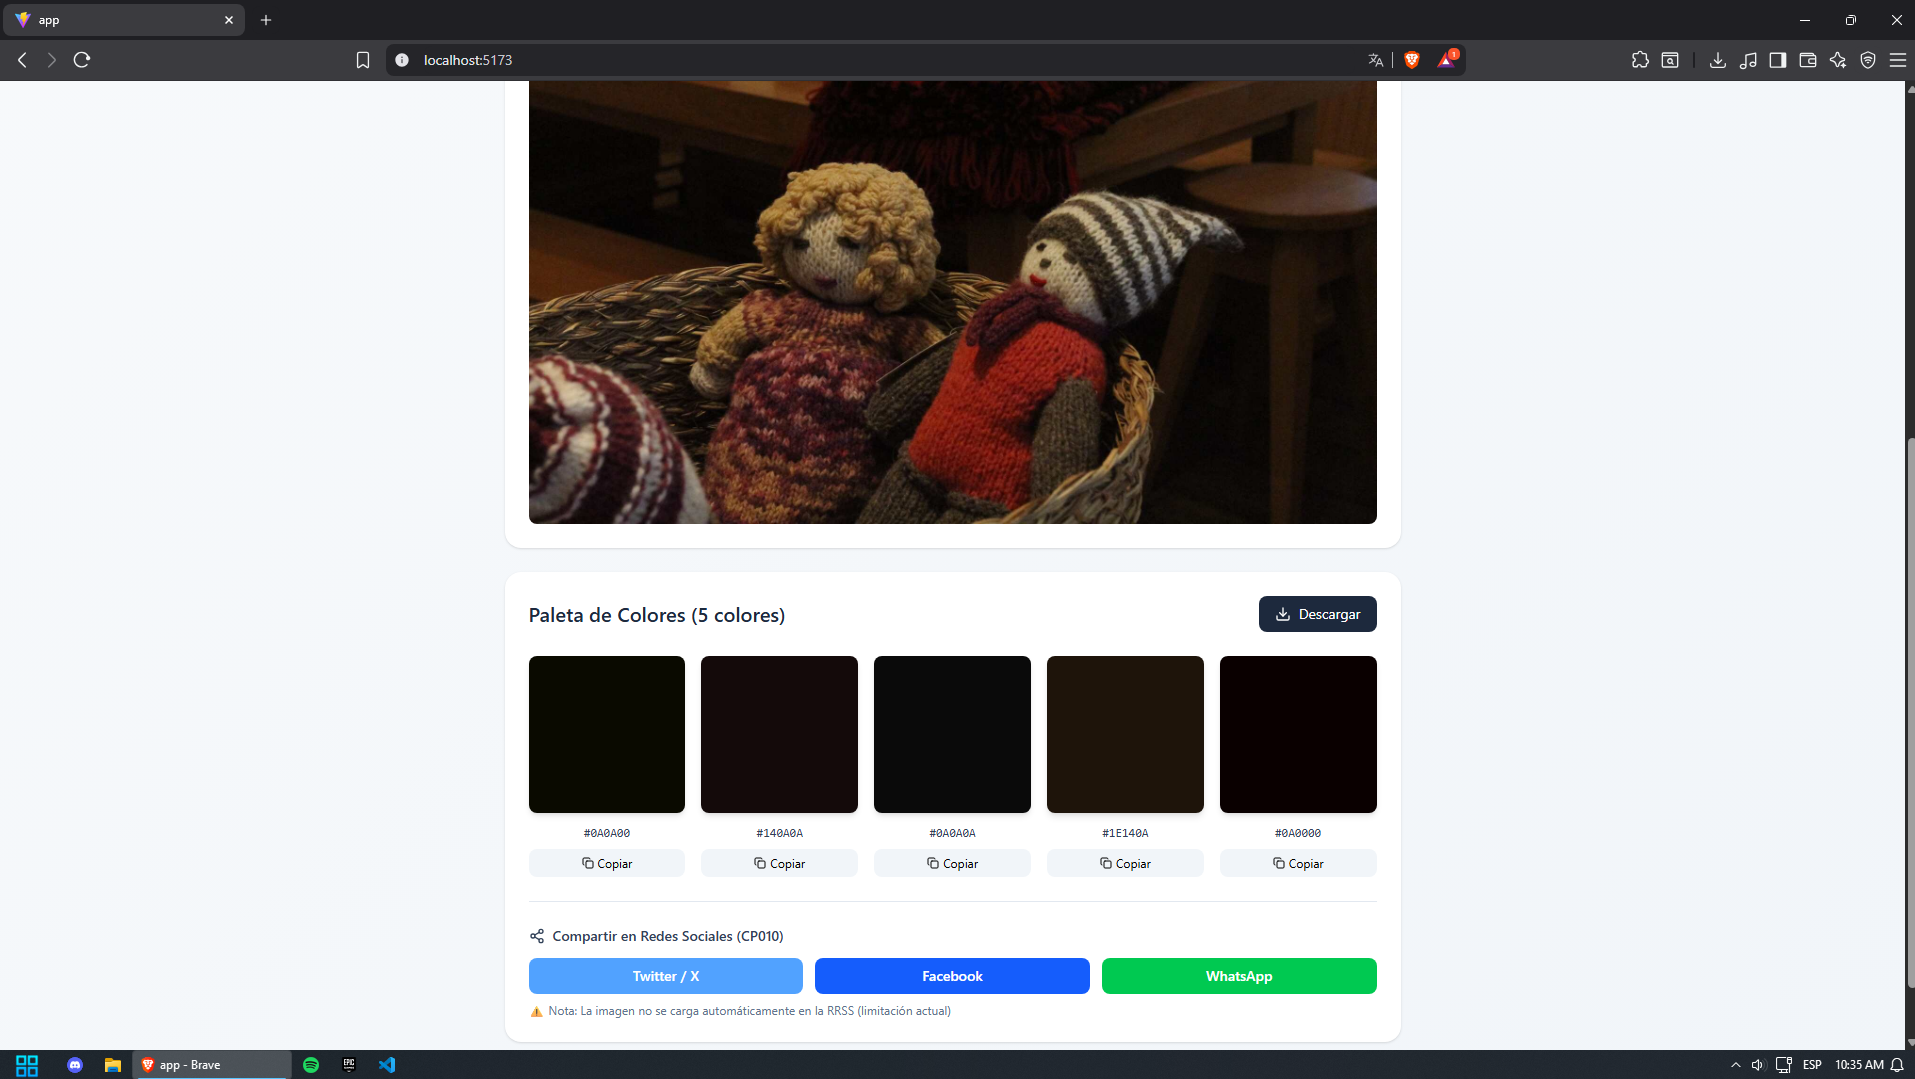 app
localhost:5173
1
Paleta de Colores (5 colores)
Descargar
#0A0A00
#140A0A
#0A0A0A
#1E140A
#0A0000
Copiar
Copiar
Copiar
Copiar
Copiar
Compartir en Redes Sociales (CP010)
Twitter / X
Facebook
WhatsApp
Nota: La imagen no se carga automáticamente en la RRSS (limitación actual)
app - Brave
EPIC
ESP
10:35 AM